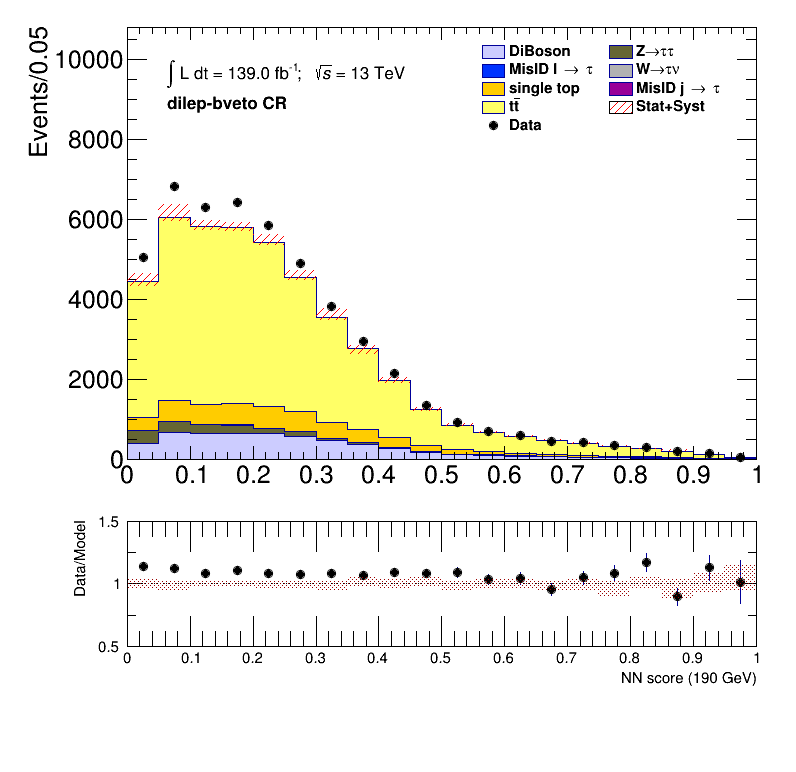 Events/0.05
10000
8000
6000
4000
2000
0
∫ L dt = 139.0 fb⁻¹; √s = 13 TeV
dilep-bveto CR
DiBoson
MisID l → τ
single top
tt̄
Data
Z→ττ
W→τν
MisID j → τ
Stat+Syst
0 0.1 0.2 0.3 0.4 0.5 0.6 0.7 0.8 0.9 1
Data/Model
1.5
1
0.5
0 0.1 0.2 0.3 0.4 0.5 0.6 0.7 0.8 0.9 1
NN score (190 GeV)